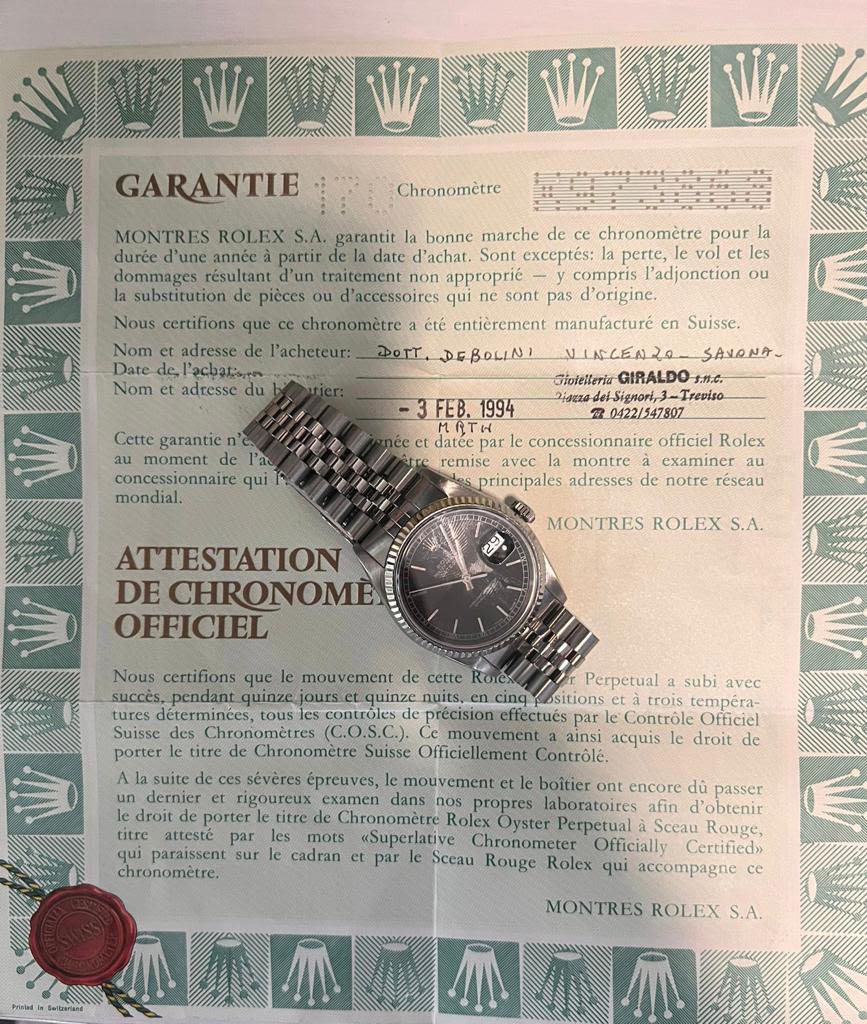 GARANTIE 170 Chronomètre
MONTRES ROLEX S.A. garantit la bonne marche de ce chronomètre pour la
durée d'une année à partir de la date d'achat. Sont exceptés: la perte, le vol et les
dommages résultant d'un traitement non approprié — y compris l'adjonction ou
la substitution de pièces ou d'accessoires qui ne sont pas d'origine.
Nous certifions que ce chronomètre a été entièrement manufacturé en Suisse.
Nom et adresse de l'acheteur: DOTT. DEBOLINI VINCENZO - SAVONA-
Date de l'achat:
Gioielleria GIRALDO s.n.c.
Nom et adresse du
Piazza dei Signori, 3 – Treviso
- 3 FEB. 1994
☎ 0422/547807
Cette garantie et datée par le concessionnaire officiel Rolex
au moment de remise avec la montre à examiner au
concessionnaire qui principales adresses de notre réseau
mondial.
MONTRES ROLEX S.A.
29
ATTESTATION
DE
OFFICIEL
Nous certifions que le mouvement de cette Perpetual a subi avec
succès, pendant quinze jours et quinze nuits, en cinq positions et à trois tempéra-
tures déterminées, tous les contrôles de précision effectués par le Contrôle Officiel
Suisse des Chronomètres (C.O.S.C.). Ce mouvement a ainsi acquis le droit de
porter le titre de Chronomètre Suisse Officiellement Contrôlé.
A la suite de ces sévères épreuves, le mouvement et le boîtier ont encore dû passer
un dernier et rigoureux examen dans nos propres laboratoires afin d'obtenir
le droit de porter le titre de Chronomètre Rolex Oyster Perpetual à Sceau Rouge,
titre attesté par les mots «Superlative Chronometer Officially Certified»
qui paraissent sur le cadran et par le Sceau Rouge Rolex qui accompagne ce
chronomètre.
MONTRES ROLEX S.A.
SWISS
Printed in Switzerland